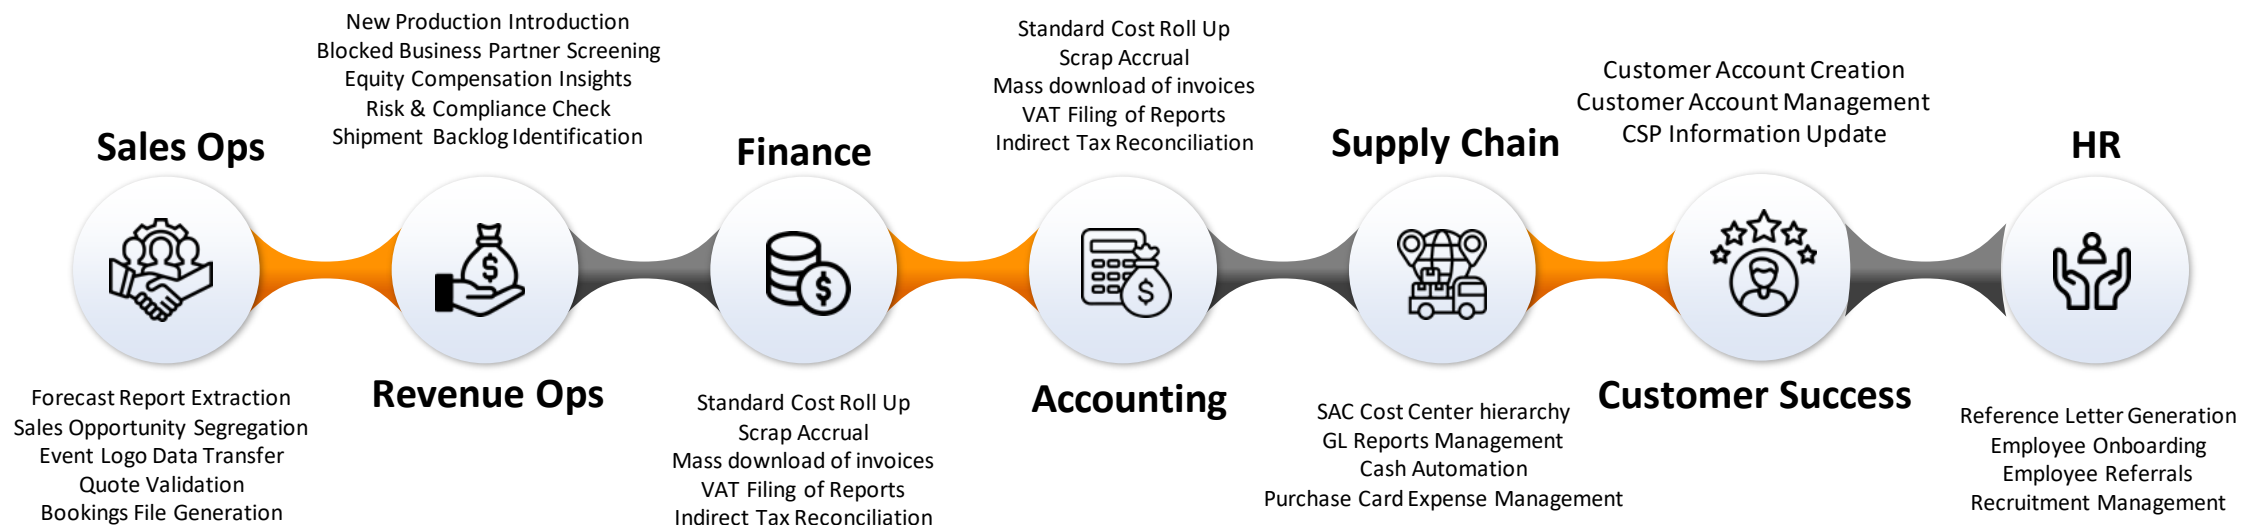 Sales Ops
Forecast Report Extraction
Sales Opportunity Segregation
Event Logo Data Transfer
Quote Validation
Bookings File Generation
New Production Introduction
Blocked Business Partner Screening
Equity Compensation Insights
Risk & Compliance Check
Shipment Backlog Identification
Revenue Ops
Finance
Standard Cost Roll Up
Scrap Accrual
Mass download of invoices
VAT Filing of Reports
Indirect Tax Reconciliation
Standard Cost Roll Up
Scrap Accrual
Mass download of invoices
VAT Filing of Reports
Indirect Tax Reconciliation
Accounting
Supply Chain
SAC Cost Center hierarchy
GL Reports Management
Cash Automation
Purchase Card Expense Management
Customer Account Creation
Customer Account Management
CSP Information Update
Customer Success
HR
Reference Letter Generation
Employee Onboarding
Employee Referrals
Recruitment Management